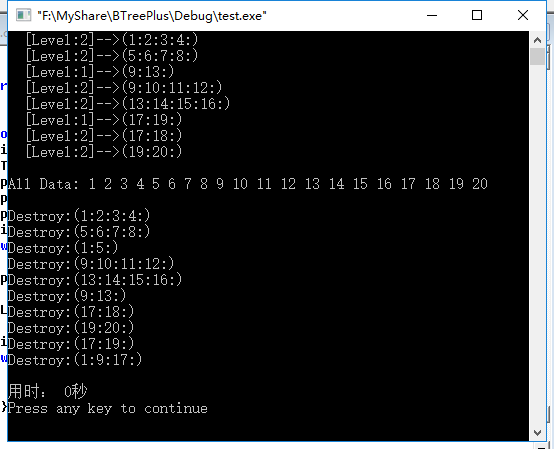 "F:\MyShare\BTreePlus\Debug\test.exe"
[Level:2]-->(1:2:3:4:)
[Level:2]-->(5:6:7:8:)
[Level:1]-->(9:13:)
[Level:2]-->(9:10:11:12:)
[Level:2]-->(13:14:15:16:)
[Level:1]-->(17:19:)
[Level:2]-->(17:18:)
[Level:2]-->(19:20:)
All Data: 1 2 3 4 5 6 7 8 9 10 11 12 13 14 15 16 17 18 19 20
Destroy:(1:2:3:4:)
Destroy:(5:6:7:8:)
Destroy:(1:5:)
Destroy:(9:10:11:12:)
Destroy:(13:14:15:16:)
Destroy:(9:13:)
Destroy:(17:18:)
Destroy:(19:20:)
Destroy:(17:19:)
Destroy:(1:9:17:)
用时： 0秒
Press any key to continue